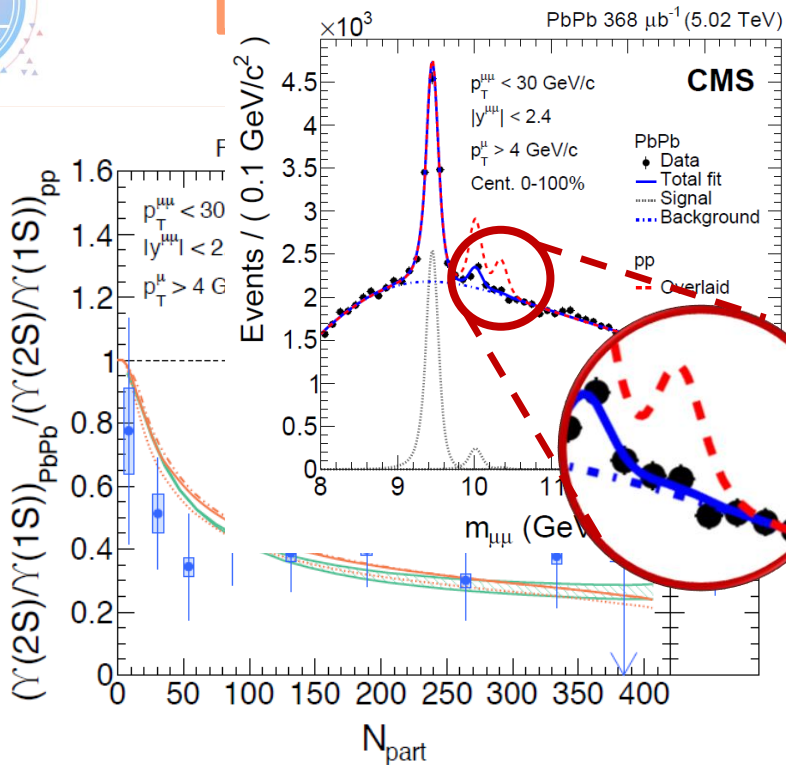 ×10³
PbPb 368 μb⁻¹ (5.02 TeV)
Events / ( 0.1 GeV/c² )
4.5
4
3.5
3
2.5
2
1.5
1
0.5
0
8
9
10
p_T^μμ < 30 GeV/c
|y^μμ| < 2.4
p_T^μ > 4 GeV/c
Cent. 0-100%
CMS
PbPb
Data
Total fit
Signal
Background
pp
Overlaid
m_μμ (GeV
(ϒ(2S)/ϒ(1S))_PbPb/(ϒ(2S)/ϒ(1S))_pp
1.6
1.4
1.2
1
0.8
0.6
0.4
0.2
0
p_T^μμ < 30
|y^μμ| < 2
p_T^μ > 4 G
0 50 100 150 200 250 300 350 400
N_part